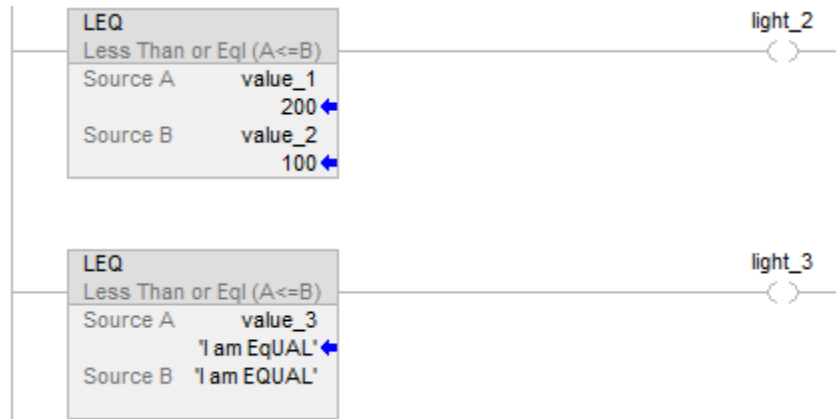 LEQ
light_2
Less Than or Eql (A<=B)
Source A value_1
200
Source B value_2
100
LEQ
light_3
Less Than or Eql (A<=B)
Source A value_3
'I am EqUAL'
Source B 'I am EQUAL'